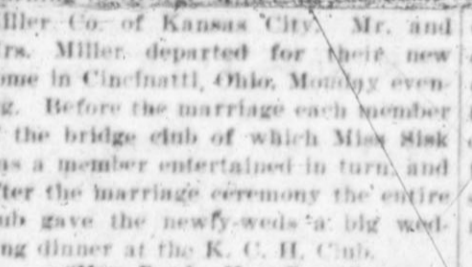 iller Co. of Kansas City. Mr. and
rs. Miller departed for their new
ome in Cincinatti, Ohio, Monday even-
g. Before the marriage each member
the bridge club of which Miss Sisk
as a member entertained in turn and
fter the marriage ceremony the entire
ub gave the newly-weds a big wed-
ng dinner at the K. C. H. Club.